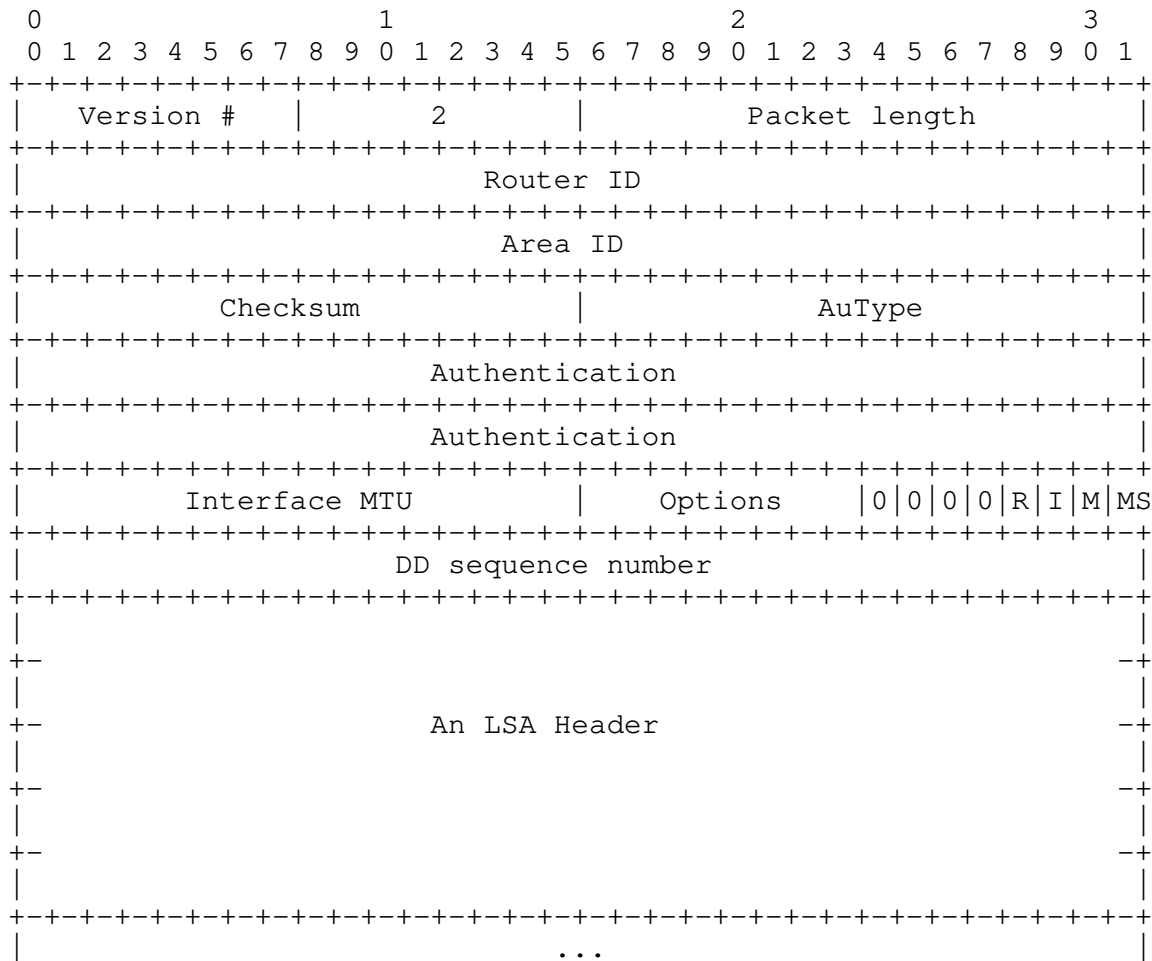 0                   1                   2                   3
 0 1 2 3 4 5 6 7 8 9 0 1 2 3 4 5 6 7 8 9 0 1 2 3 4 5 6 7 8 9 0 1
+-+-+-+-+-+-+-+-+-+-+-+-+-+-+-+-+-+-+-+-+-+-+-+-+-+-+-+-+-+-+-+-+
|   Version #   |       2       |         Packet length         |
+-+-+-+-+-+-+-+-+-+-+-+-+-+-+-+-+-+-+-+-+-+-+-+-+-+-+-+-+-+-+-+-+
|                          Router ID                            |
+-+-+-+-+-+-+-+-+-+-+-+-+-+-+-+-+-+-+-+-+-+-+-+-+-+-+-+-+-+-+-+-+
|                           Area ID                             |
+-+-+-+-+-+-+-+-+-+-+-+-+-+-+-+-+-+-+-+-+-+-+-+-+-+-+-+-+-+-+-+-+
|           Checksum            |             AuType            |
+-+-+-+-+-+-+-+-+-+-+-+-+-+-+-+-+-+-+-+-+-+-+-+-+-+-+-+-+-+-+-+-+
|                       Authentication                          |
+-+-+-+-+-+-+-+-+-+-+-+-+-+-+-+-+-+-+-+-+-+-+-+-+-+-+-+-+-+-+-+-+
|                       Authentication                          |
+-+-+-+-+-+-+-+-+-+-+-+-+-+-+-+-+-+-+-+-+-+-+-+-+-+-+-+-+-+-+-+-+
|         Interface MTU         |    Options    |0|0|0|0|R|I|M|MS
+-+-+-+-+-+-+-+-+-+-+-+-+-+-+-+-+-+-+-+-+-+-+-+-+-+-+-+-+-+-+-+-+
|                     DD sequence number                        |
+-+-+-+-+-+-+-+-+-+-+-+-+-+-+-+-+-+-+-+-+-+-+-+-+-+-+-+-+-+-+-+-+
|                                                               |
+-                                                             -+
|                                                               |
+-                      An LSA Header                          -+
|                                                               |
+-                                                             -+
|                                                               |
+-                                                             -+
|                                                               |
+-+-+-+-+-+-+-+-+-+-+-+-+-+-+-+-+-+-+-+-+-+-+-+-+-+-+-+-+-+-+-+-+
|                              ...                              |